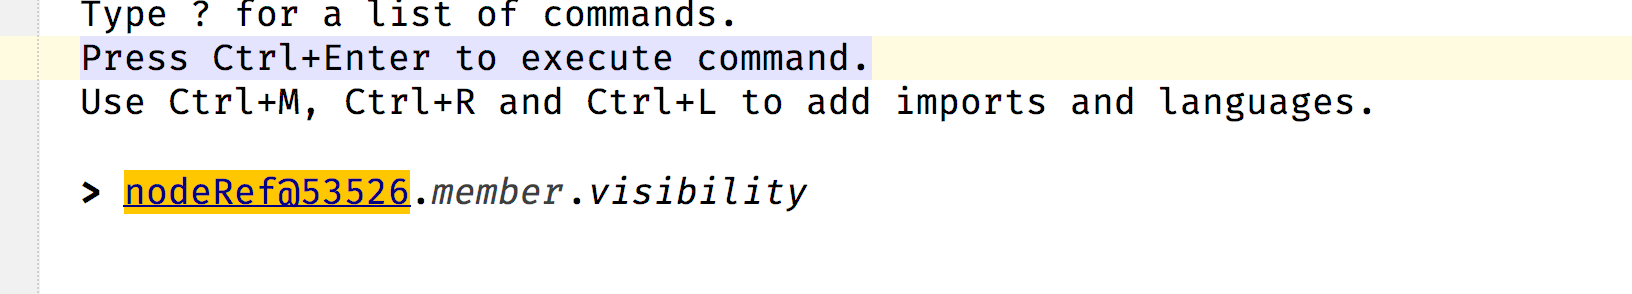 Type ? for a list of commands.
Press Ctrl+Enter to execute command.
Use Ctrl+M, Ctrl+R and Ctrl+L to add imports and languages.
> nodeRef@53526.member.visibility